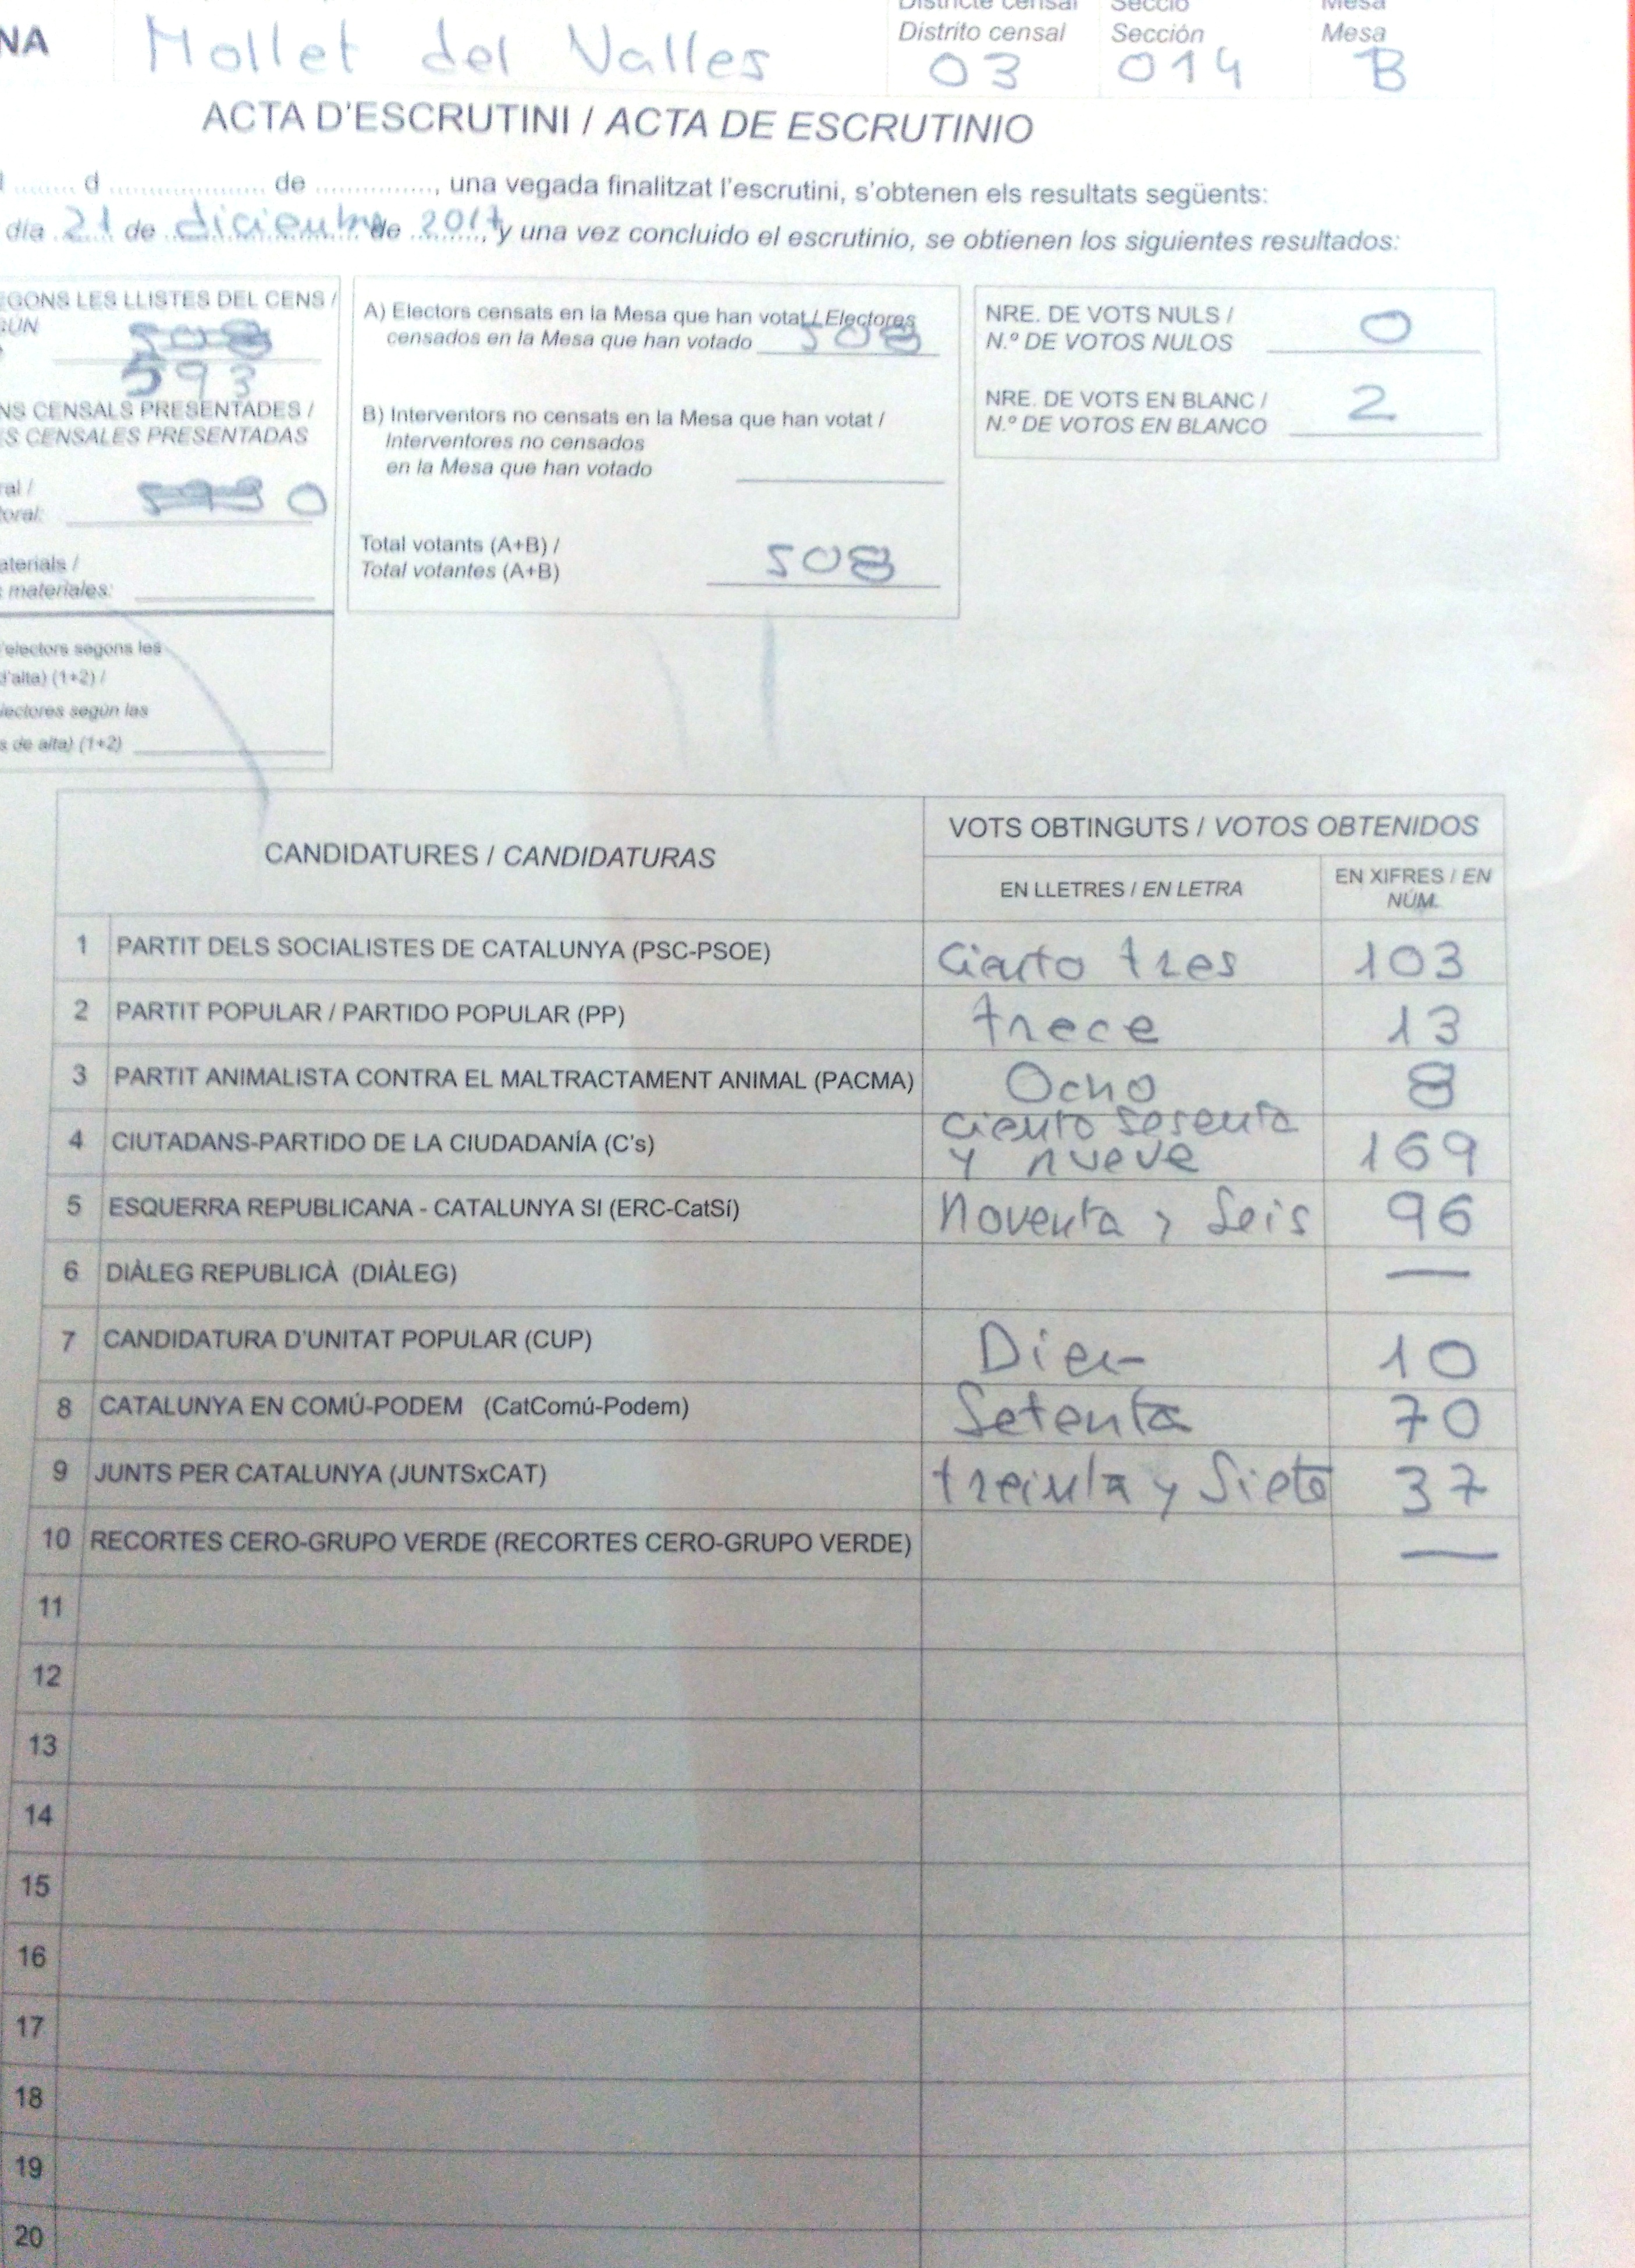 Districte censal Secció Mesa
NA Mollet del Valles Distrito censal Sección Mesa
03 014 B
ACTA D'ESCRUTINI / ACTA DE ESCRUTINIO
d de , una vegada finalitzat l'escrutini, s'obtenen els resultats següents:
día 21 de diciembre de 2017, y una vez concluido el escrutinio, se obtienen los siguientes resultados:
EGONS LES LLISTES DEL CENS /
GÚN
508
593
NS CENSALS PRESENTADES /
S CENSALES PRESENTADAS
ral /
toral: 593 0
aterials /
materiales:
'electors segons les
d'alta) (1+2) /
lectores según las
s de alta) (1+2)
A) Electors censats en la Mesa que han votat / Electores
censados en la Mesa que han votado 508
B) Interventors no censats en la Mesa que han votat /
Interventores no censados
en la Mesa que han votado
Total votants (A+B) /
Total votantes (A+B) 508
NRE. DE VOTS NULS /
N.º DE VOTOS NULOS 0
NRE. DE VOTS EN BLANC /
N.º DE VOTOS EN BLANCO 2
CANDIDATURES / CANDIDATURAS
VOTS OBTINGUTS / VOTOS OBTENIDOS
EN LLETRES / EN LETRA
EN XIFRES / EN
NÚM.
1 PARTIT DELS SOCIALISTES DE CATALUNYA (PSC-PSOE) Ciento tres 103
2 PARTIT POPULAR / PARTIDO POPULAR (PP) trece 13
3 PARTIT ANIMALISTA CONTRA EL MALTRACTAMENT ANIMAL (PACMA) Ocho 8
4 CIUTADANS-PARTIDO DE LA CIUDADANÍA (C's) ciento sesenta
y nueve 169
5 ESQUERRA REPUBLICANA - CATALUNYA SI (ERC-CatSí) Noventa y Seis 96
6 DIÀLEG REPUBLICÀ (DIÀLEG) —
7 CANDIDATURA D'UNITAT POPULAR (CUP) Diez 10
8 CATALUNYA EN COMÚ-PODEM (CatComú-Podem) Setenta 70
9 JUNTS PER CATALUNYA (JUNTSxCAT) treinta y Siete 37
10 RECORTES CERO-GRUPO VERDE (RECORTES CERO-GRUPO VERDE) —
11
12
13
14
15
16
17
18
19
20